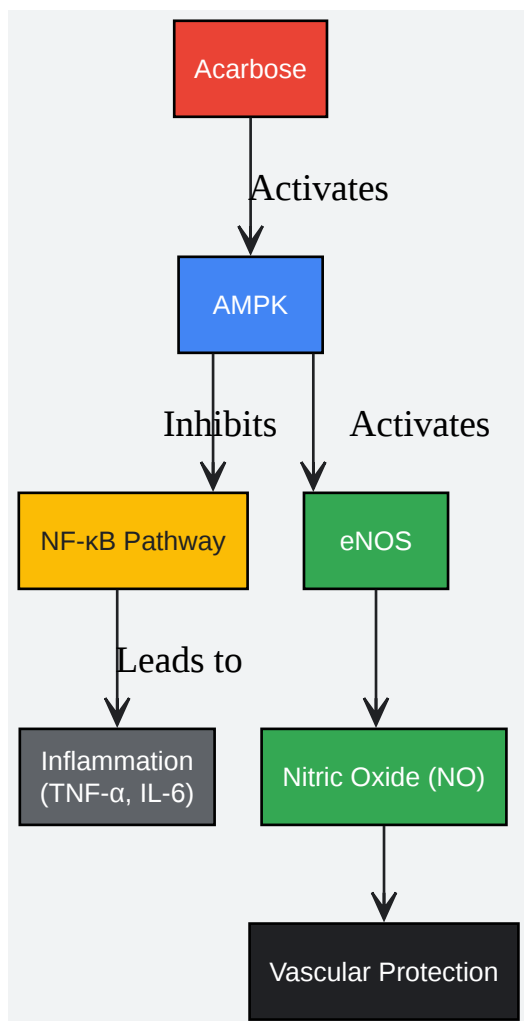 Acarbose
Activates
AMPK
Inhibits
Activates
NF-κB Pathway
eNOS
Leads to
Inflammation
(TNF-α, IL-6)
Nitric Oxide (NO)
Vascular Protection